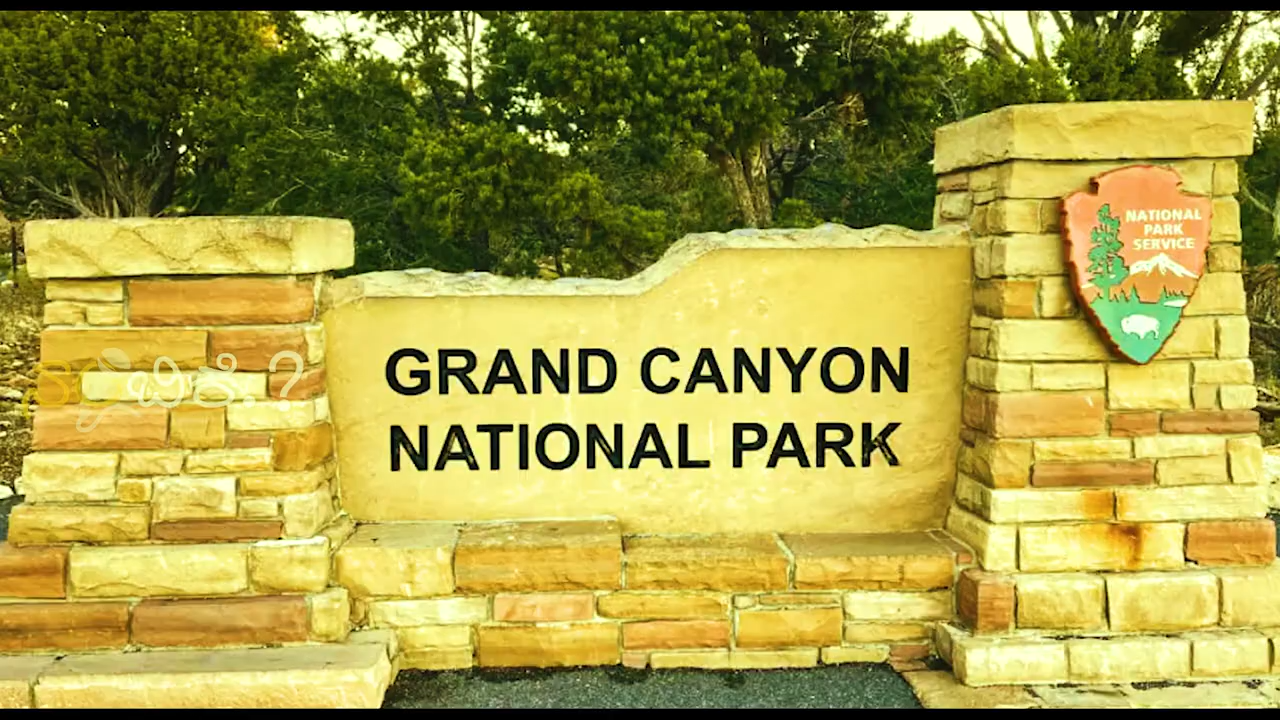 GRAND CANYON
NATIONAL PARK
NATIONAL
PARK
SERVICE